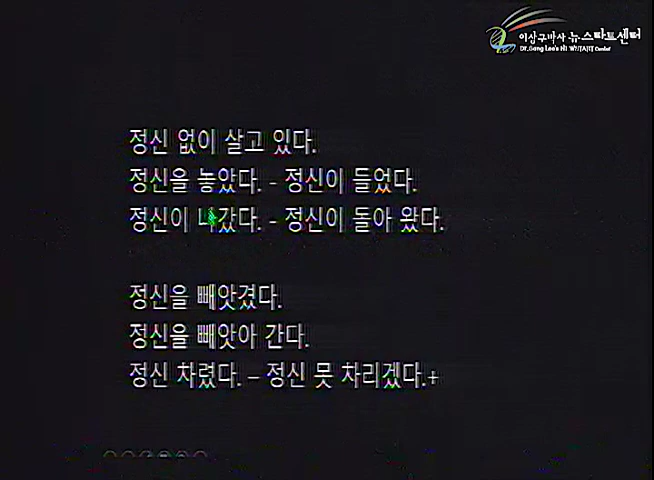 이상구박사 뉴스타트센터
정신 없이 살고 있다.
정신을 놓았다. - 정신이 들었다.
정신이 나갔다. - 정신이 돌아 왔다.
정신을 빼앗겼다.
정신을 빼앗아 간다.
정신 차렸다. – 정신 못 차리겠다.+